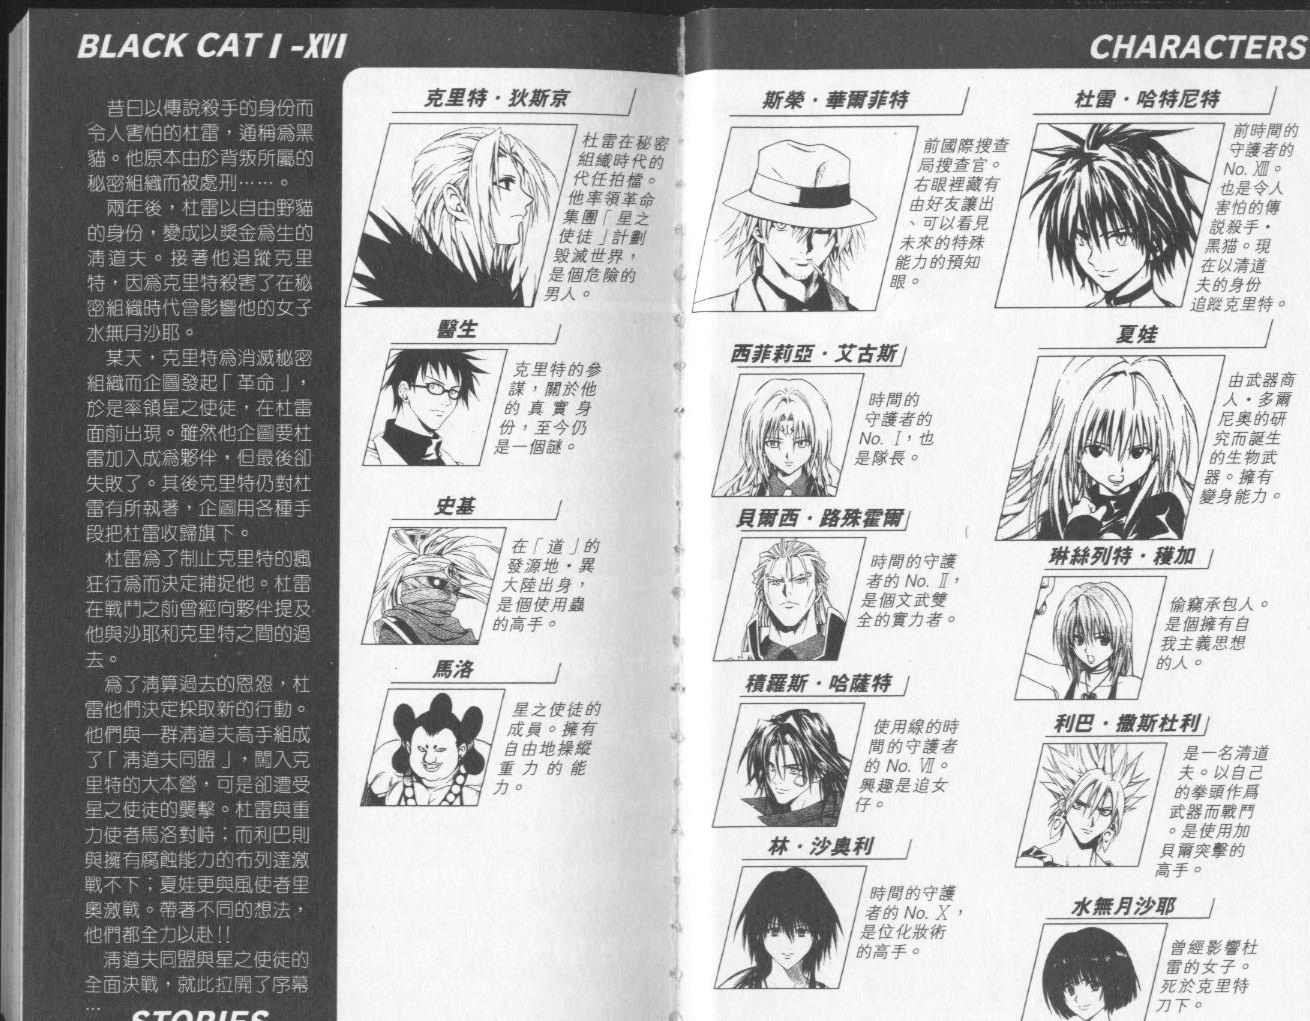 BLACK CAT I -XVI
昔日以傳說殺手的身份而
令人害怕的杜雷，通稱為黑
貓。他原本由於背叛所屬的
秘密組織而被處刑……。
兩年後，杜雷以自由野貓
的身份，變成以獎金為生的
清道夫。接著他追蹤克里
特，因為克里特殺害了在秘
密組織時代曾影響他的女子
水無月沙耶。
某天，克里特為消滅秘密
組織而企圖發起「革命」，
於是率領星之使徒，在杜雷
面前出現。雖然他企圖要杜
雷加入成為夥伴，但最後卻
失敗了。其後克里特仍對杜
雷有所執著，企圖用各種手
段把杜雷收歸旗下。
杜雷為了制止克里特的瘋
狂行為而決定捕捉他。杜雷
在戰鬥之前曾經向夥伴提及
他與沙耶和克里特之間的過
去。
為了清算過去的恩怨，杜
雷他們決定採取新的行動。
他們與一群清道夫高手組成
了「清道夫同盟」，闖入克
里特的大本營，可是卻遭受
星之使徒的襲擊。杜雷與重
力使者馬洛對峙；而利巴則
與擁有腐蝕能力的布列達激
戰不下；夏娃更與風使者里
奧激戰。帶著不同的想法，
他們都全力以赴!!
清道夫同盟與星之使徒的
全面決戰，就此拉開了序幕
…
STORIES
克里特・狄斯京
杜雷在秘密
組織時代的
代任拍檔。
他率領革命
集團「星之
使徒」計劃
毀滅世界，
是個危險的
男人。
醫生
克里特的參
謀，關於他
的真實身
份，至今仍
是一個謎。
史基
在「道」的
發源地・異
大陸出身，
是個使用蟲
的高手。
馬洛
星之使徒的
成員。擁有
自由地操縱
重力的能
力。
CHARACTERS
斯榮・華爾菲特
前國際搜查
局搜查官。
右眼裡藏有
由好友讓出
、可以看見
未來的特殊
能力的預知
眼。
西菲莉亞・艾古斯
時間的
守護者的
No. Ⅰ，也
是隊長。
貝爾西・路殊霍爾
時間的守護
者的 No. Ⅱ，
是個文武雙
全的實力者。
積羅斯・哈薩特
使用線的時
間的守護者
的 No. Ⅶ。
興趣是追女
仔。
林・沙奧利
時間的守護
者的 No. Ⅹ，
是位化妝術
的高手。
杜雷・哈特尼特
前時間的
守護者的
No. ⅩⅢ。
也是令人
害怕的傳
說殺手・
黑猫。現
在以清道
夫的身份
追蹤克里特。
夏娃
由武器商
人・多爾
尼奧的研
究而誕生
的生物武
器。擁有
變身能力。
琳絲列特・穫加
偷竊承包人。
是個擁有自
我主義思想
的人。
利巴・撒斯杜利
是一名清道
夫。以自己
的拳頭作爲
武器而戰鬥
。是使用加
貝爾突擊的
高手。
水無月沙耶
曾經影響杜
雷的女子。
死於克里特
刀下。